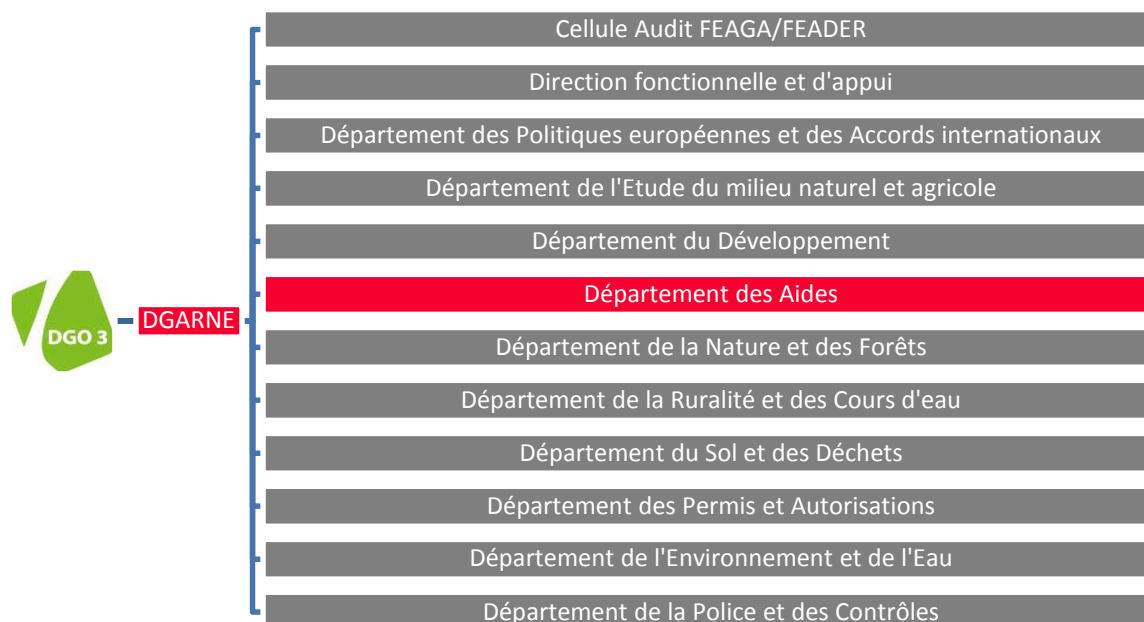 Cellule Audit FEAGA/FEADER
Direction fonctionnelle et d'appui
Département des Politiques européennes et des Accords internationaux
Département de l'Etude du milieu naturel et agricole
Département du Développement
Département des Aides
DGO 3
DGARNE
Département de la Nature et des Forêts
Département de la Ruralité et des Cours d'eau
Département du Sol et des Déchets
Département des Permis et Autorisations
Département de l'Environnement et de l'Eau
Département de la Police et des Contrôles